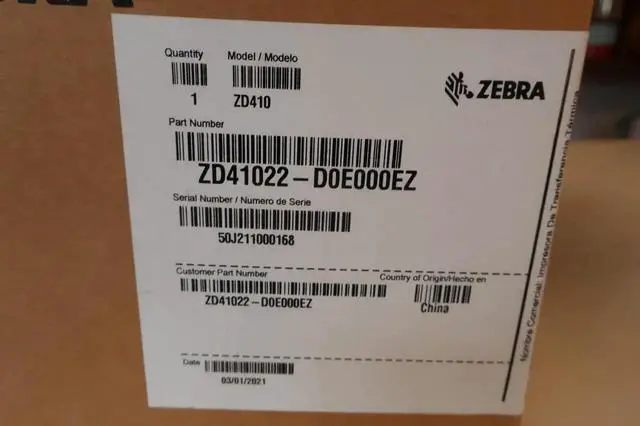 Quantity
Model / Modelo
1
ZD410
ZEBRA
Part Number
ZD41022-D0E000EZ
Serial Number / Numero de Serie
50J211000168
Customer Part Number
ZD41022-D0E000EZ
Country of Origin/Hecho en
China
Date
03/01/2021
Nombre Comercial: Impresora De Transferencia Térmica